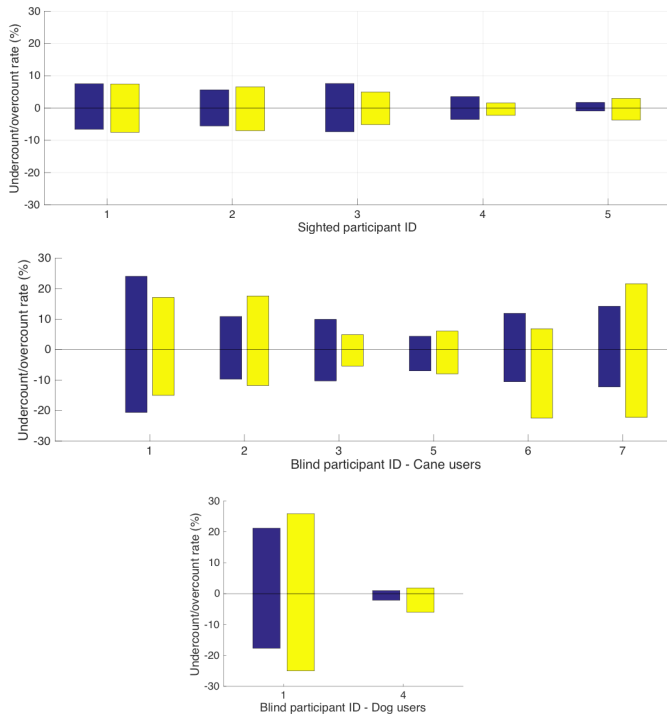 Undercount/overcount rate (%)
30
20
10
0
-10
-20
-30
1 2 3 4 5
Sighted participant ID
Undercount/overcount rate (%)
30
20
10
0
-10
-20
-30
1 2 3 5 6 7
Blind participant ID - Cane users
Undercount/overcount rate (%)
30
20
10
0
-10
-20
-30
1 4
Blind participant ID - Dog users